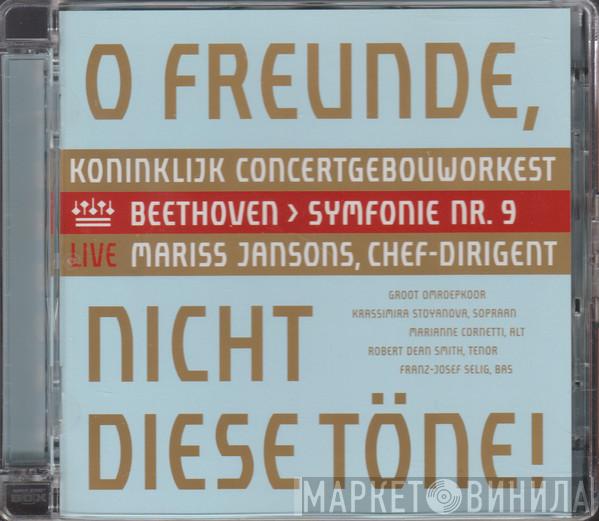 O FREUNDE,
KONINKLIJK CONCERTGEBOUWORKEST
BEETHOVEN > SYMFONIE NR. 9
LIVE MARISS JANSONS, CHEF-DIRIGENT
GROOT OMROEPKOOR
KRASSIMIRA STOYANOVA, SOPRAAN
MARIANNE CORNETTI, ALT
ROBERT DEAN SMITH, TENOR
FRANZ-JOSEF SELIG, BAS
NICHT
DIESE TÖNE!
МАРКЕТ ВИНИЛА